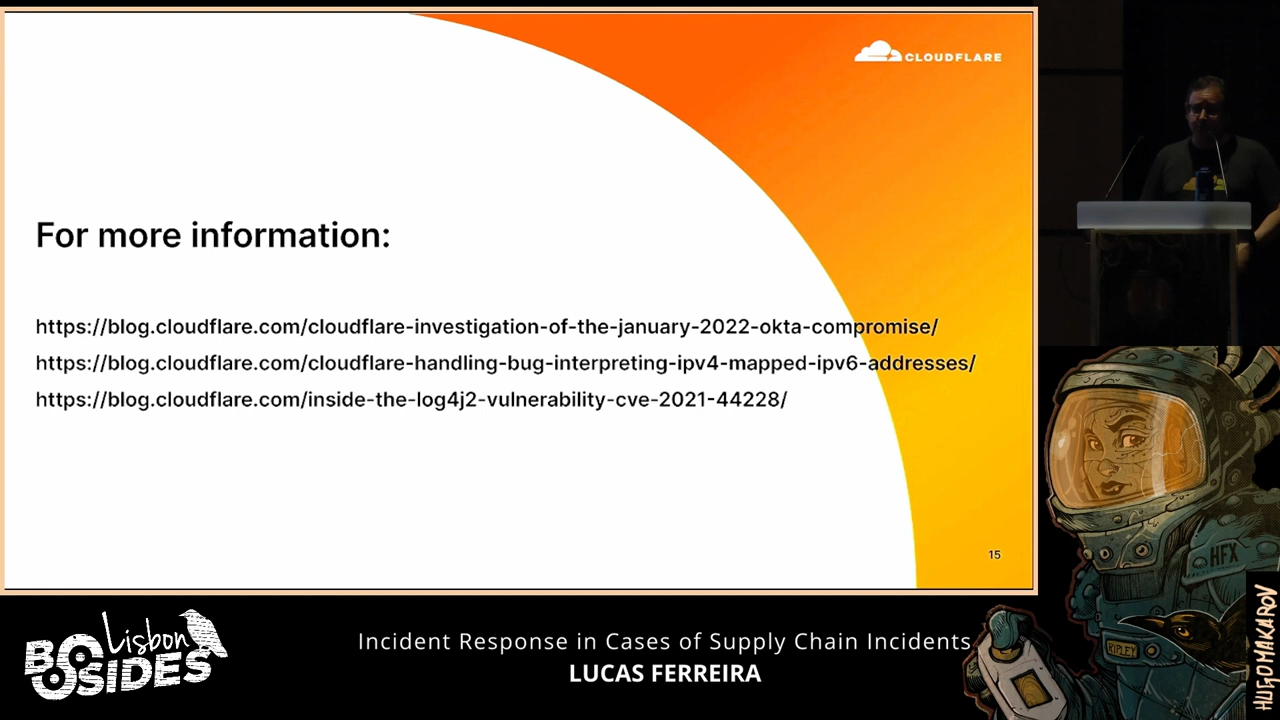 CLOUDFLARE
For more information:
https://blog.cloudflare.com/cloudflare-investigation-of-the-january-2022-okta-compromise/
https://blog.cloudflare.com/cloudflare-handling-bug-interpreting-ipv4-mapped-ipv6-addresses/
https://blog.cloudflare.com/inside-the-log4j2-vulnerability-cve-2021-44228/
15
HFX
RIPLEY
HUGOMAKAROV
Lisbon
BSIDES
Incident Response in Cases of Supply Chain Incidents
LUCAS FERREIRA